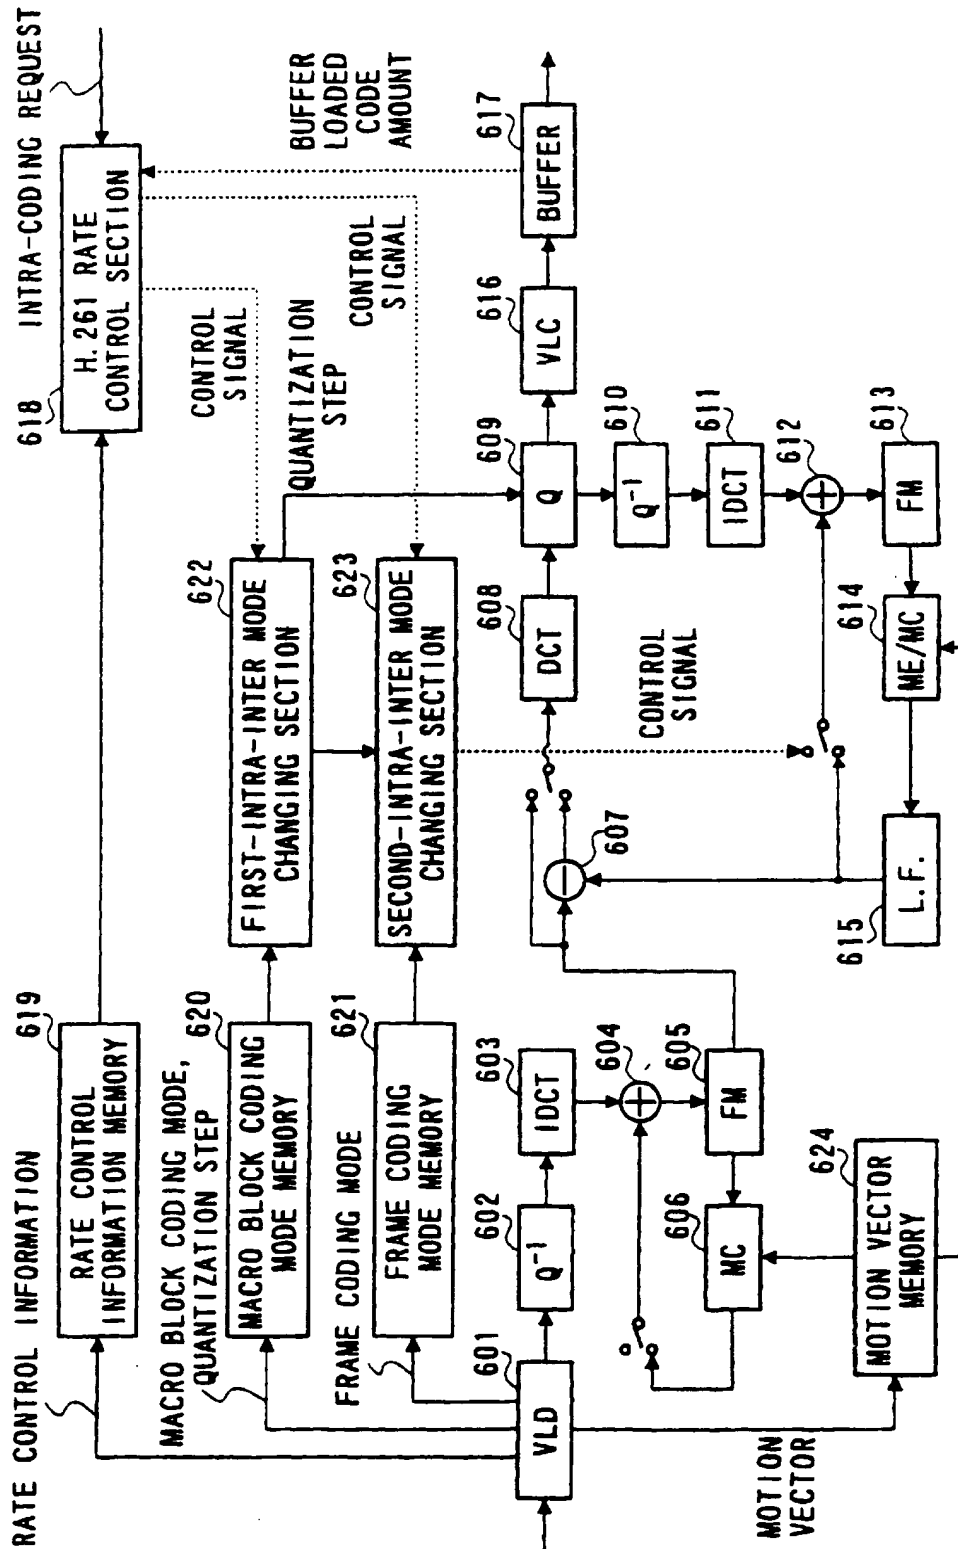 RATE CONTROL INFORMATION
619
RATE CONTROL
INFORMATION MEMORY
618
H.261 RATE
CONTROL SECTION
INTRA-CODING REQUEST
MACRO BLOCK CODING MODE,
QUANTIZATION STEP
620
MACRO BLOCK CODING
MODE MEMORY
622
FIRST-INTRA-INTER MODE
CHANGING SECTION
CONTROL
SIGNAL
QUANTIZATION
STEP
BUFFER
LOADED
CODE
AMOUNT
FRAME CODING MODE
621
FRAME CODING
MODE MEMORY
623
SECOND-INTRA-INTER MODE
CHANGING SECTION
CONTROL
SIGNAL
601
VLD
602
Q-1
603
IDCT
608
DCT
609
Q
616
VLC
617
BUFFER
604
607
CONTROL
SIGNAL
610
Q-1
611
IDCT
612
606
MC
605
FM
613
FM
614
ME/MC
615
L.F.
MOTION
VECTOR
624
MOTION VECTOR
MEMORY